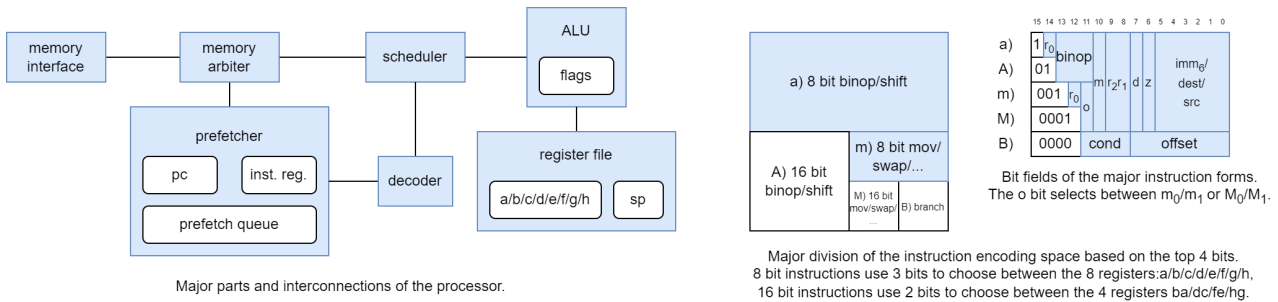 memory
interface
memory
arbiter
scheduler
ALU
flags
prefetcher
pc
inst. reg.
prefetch queue
decoder
register file
a/b/c/d/e/f/g/h
sp
Major parts and interconnections of the processor.
a) 8 bit binop/shift
A) 16 bit
binop/shift
m) 8 bit mov/
swap/...
M) 16 bit
mov/swap/
...
B) branch
Major division of the instruction encoding space based on the top 4 bits.
8 bit instructions use 3 bits to choose between the 8 registers:a/b/c/d/e/f/g/h,
16 bit instructions use 2 bits to choose between the 4 registers ba/dc/fe/hg.
15 14 13 12 11 10 9 8 7 6 5 4 3 2 1 0
a) 1 r0
binop
A) 01
m) 001 r0 o m r2r1 d z
imm6/
dest/
src
M) 0001
B) 0000 cond offset
Bit fields of the major instruction forms.
The o bit selects between m0/m1 or M0/M1.